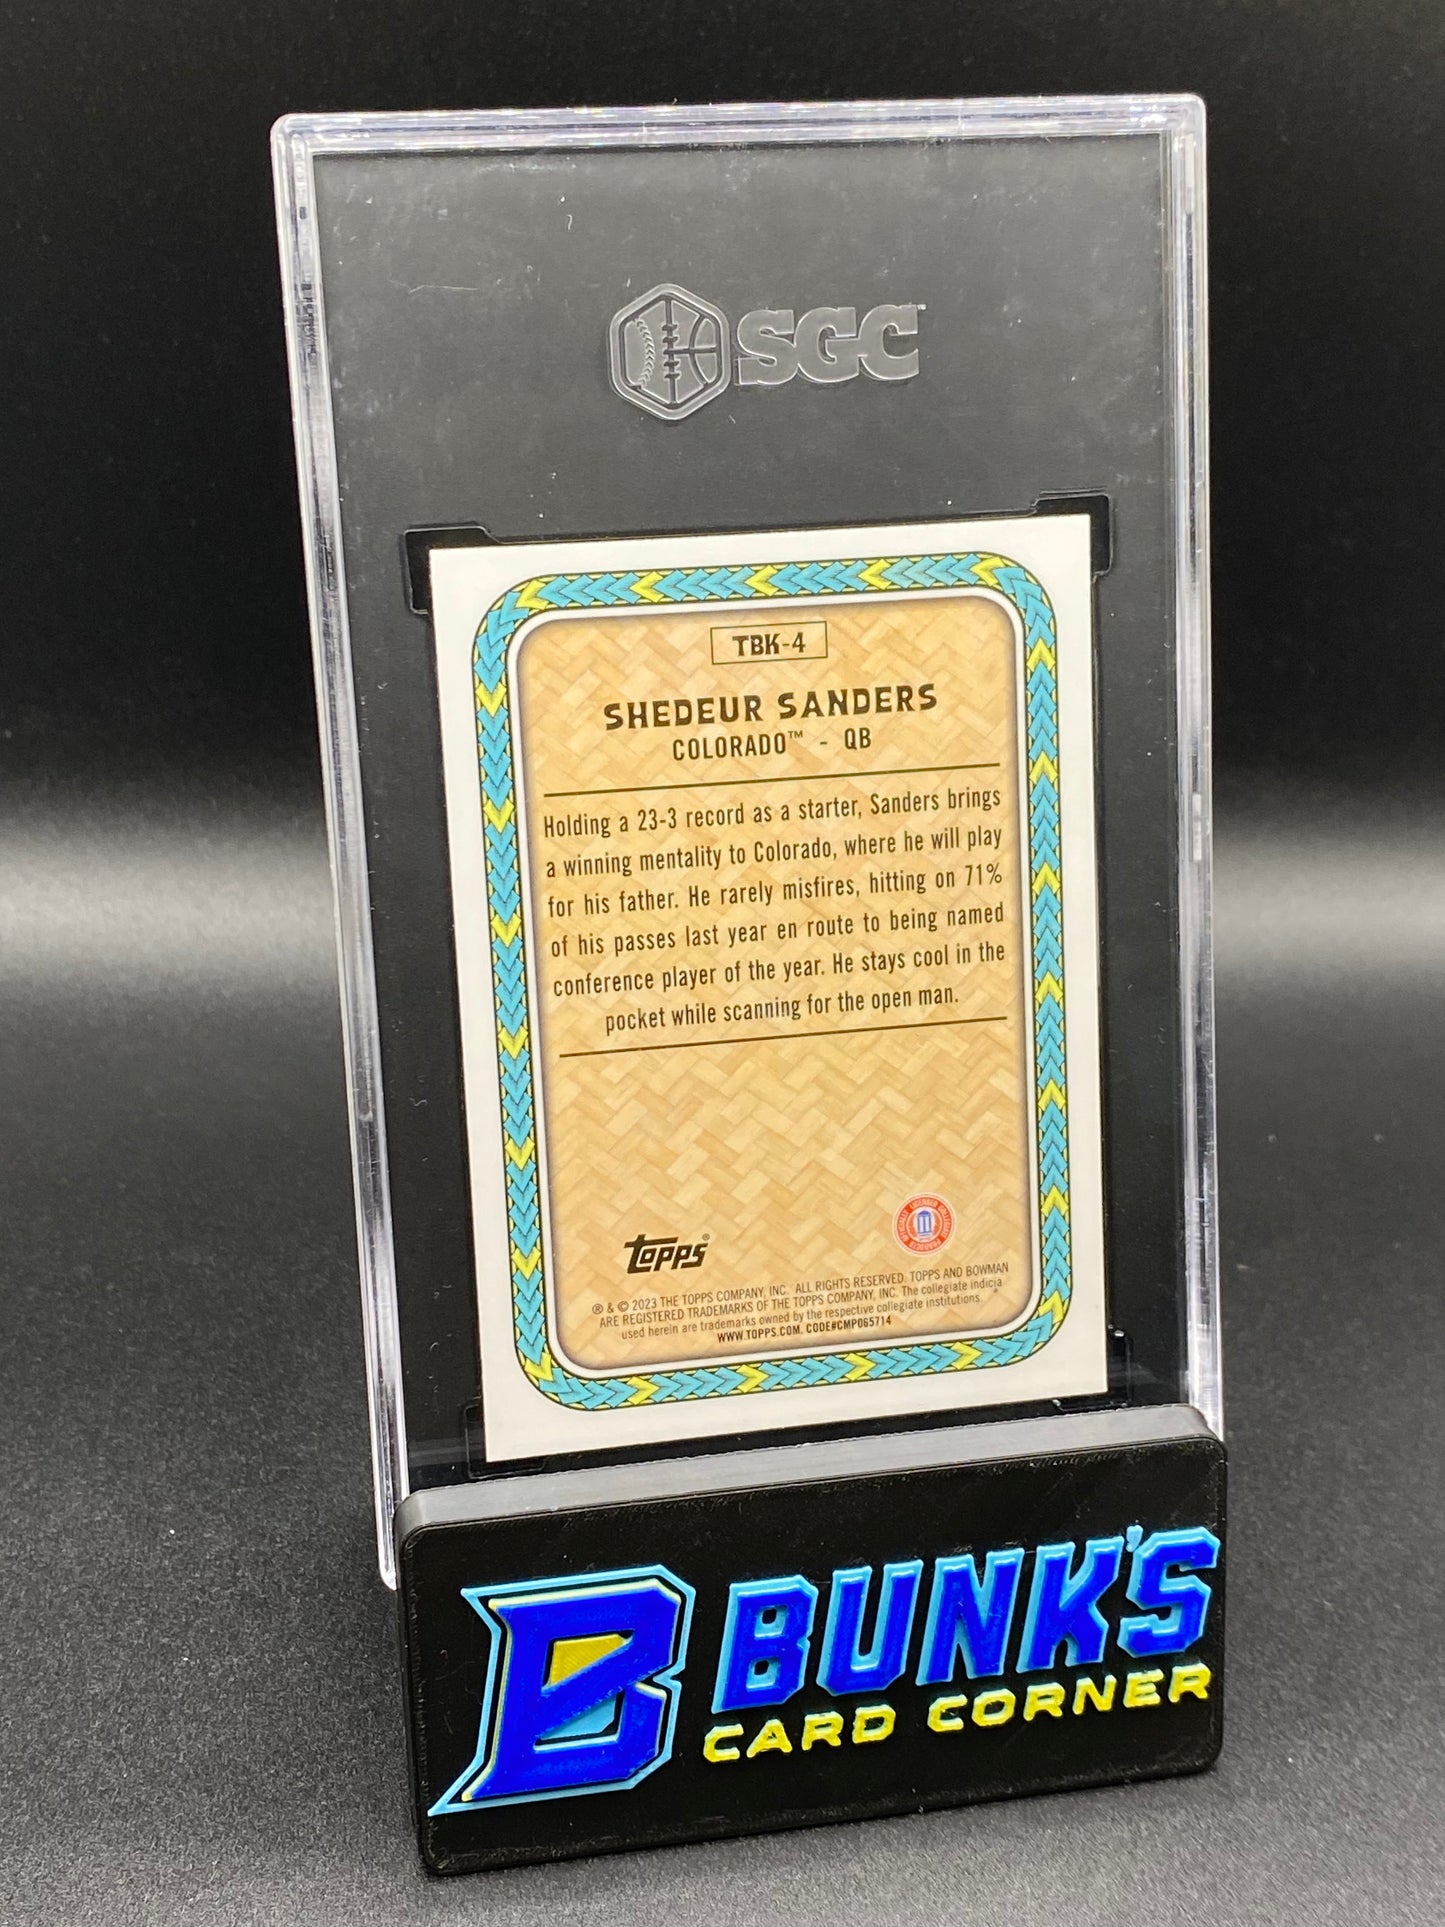 SGC™
TBK-4
SHEDEUR SANDERS
COLORADO™ - QB
Holding a 23-3 record as a starter, Sanders brings
a winning mentality to Colorado, where he will play
for his father. He rarely misfires, hitting on 71%
of his passes last year en route to being named
conference player of the year. He stays cool in the
pocket while scanning for the open man.
topps®
OFFICIALLY LICENSED COLLEGIATE PRODUCTS
® & © 2023 THE TOPPS COMPANY, INC. ALL RIGHTS RESERVED. TOPPS AND BOWMAN
ARE REGISTERED TRADEMARKS OF THE TOPPS COMPANY, INC. The collegiate indicia
used herein are trademarks owned by the respective collegiate institutions.
WWW.TOPPS.COM. CODE#CMP065714
B BUNK'S
CARD CORNER